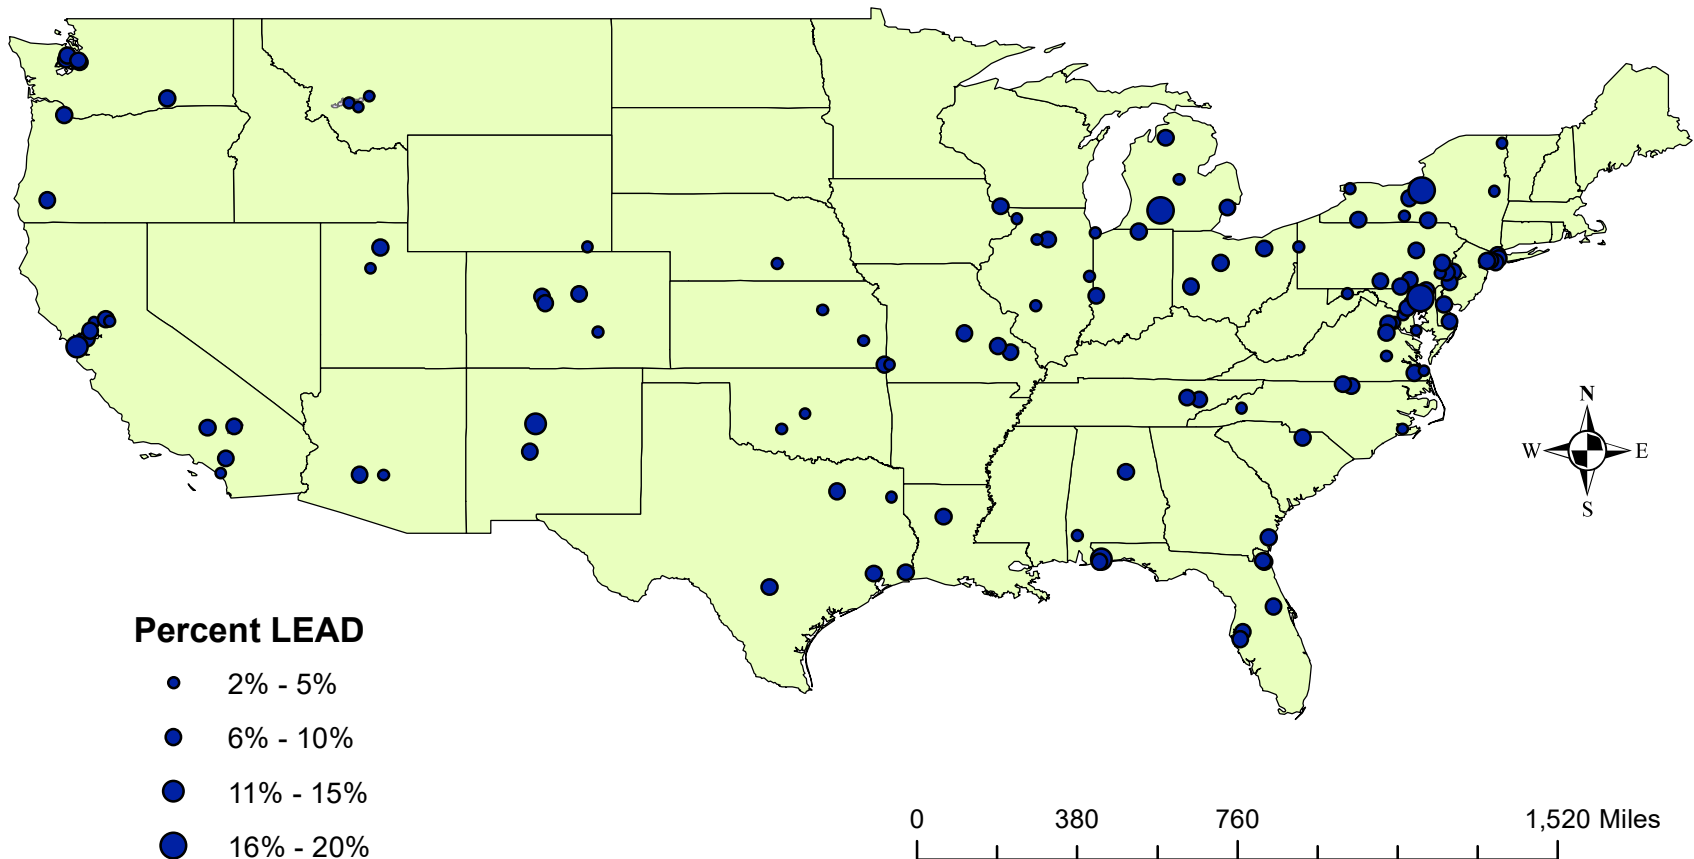 N
W E
S
Percent LEAD
2% - 5%
6% - 10%
11% - 15%
16% - 20%
0 380 760 1,520 Miles